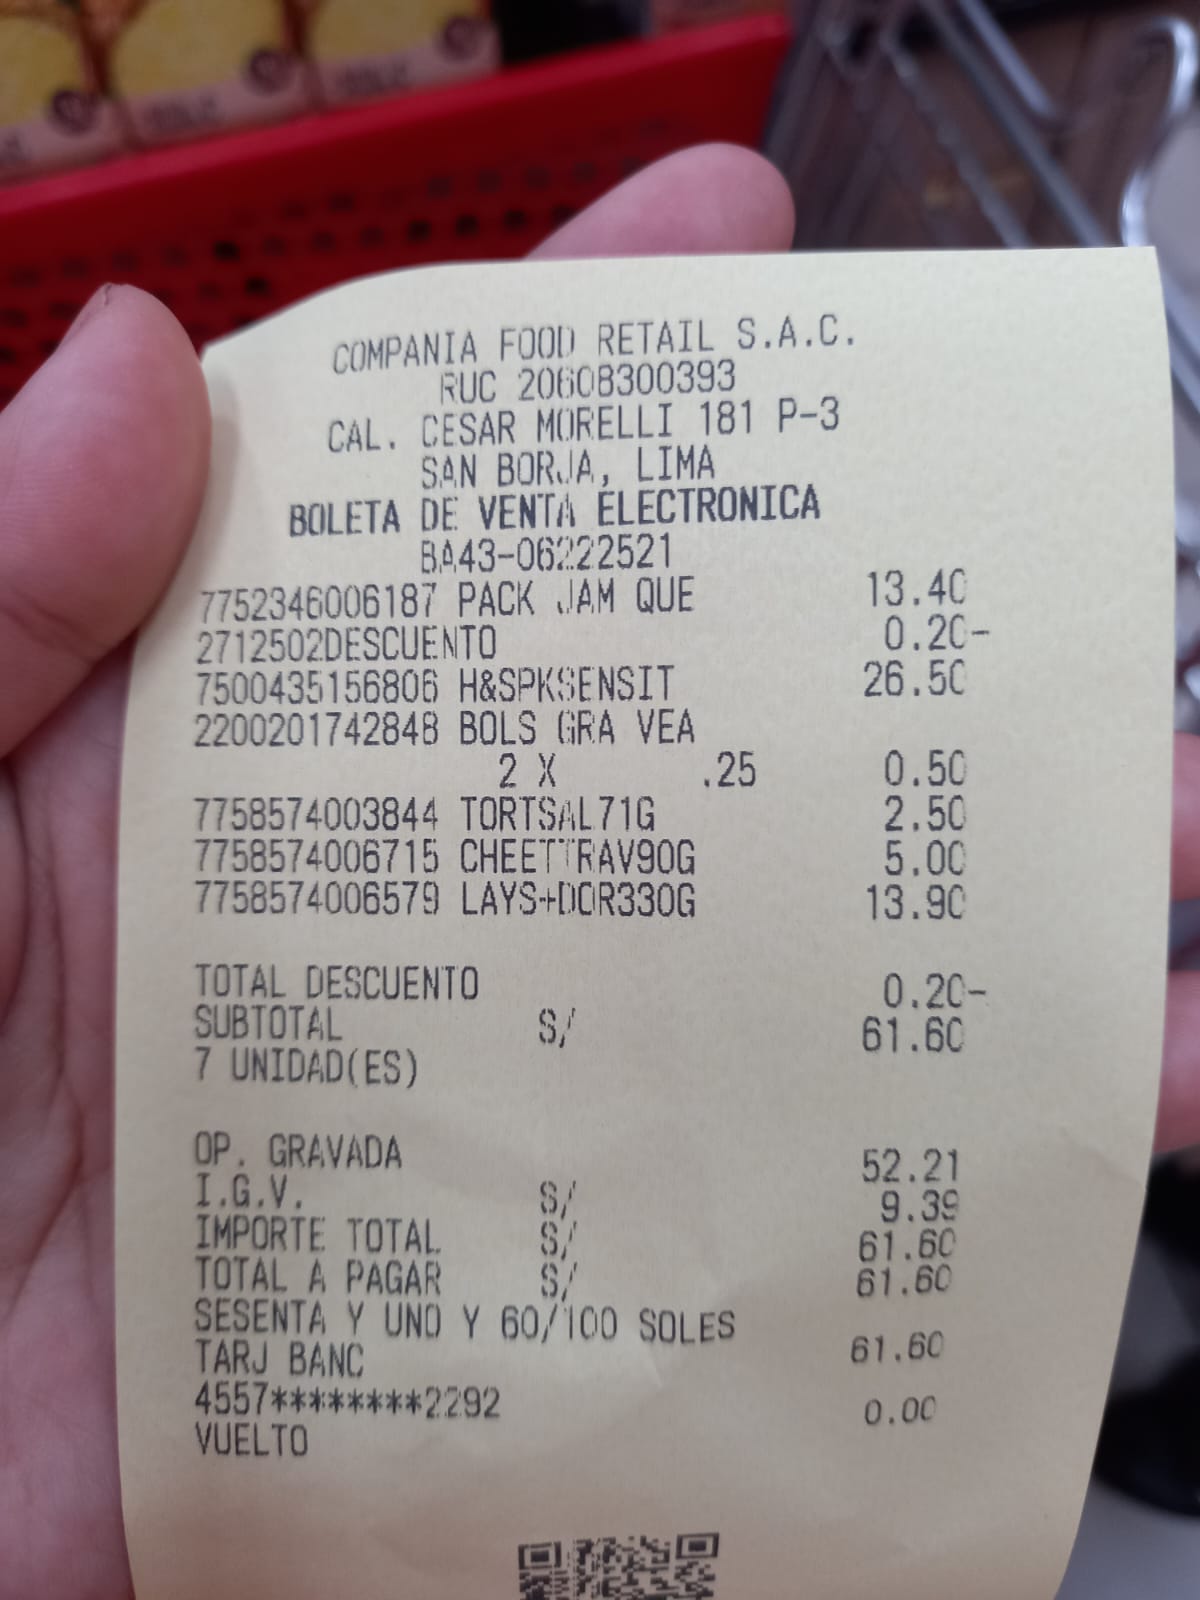 COMPANIA FOOD RETAIL S.A.C.
RUC 20608300393
CAL. CESAR MORELLI 181 P-3
SAN BORJA, LIMA
BOLETA DE VENTA ELECTRONICA
BA43-06222521
7752346006187 PACK JAM QUE 13.40
2712502DESCUENTO 0.20-
7500435156806 H&SPKSENSIT 26.50
2200201742848 BOLS GRA VEA
2 X .25 0.50
7758574003844 TORTSAL71G 2.50
7758574006715 CHEETTRAV90G 5.00
7758574006579 LAYS+DOR330G 13.90
TOTAL DESCUENTO 0.20-
SUBTOTAL S/ 61.60
7 UNIDAD(ES)
OP. GRAVADA 52.21
I.G.V. S/ 9.39
IMPORTE TOTAL S/ 61.60
TOTAL A PAGAR S/ 61.60
SESENTA Y UNO Y 60/100 SOLES
TARJ BANC 61.60
4557********2292
VUELTO 0.00